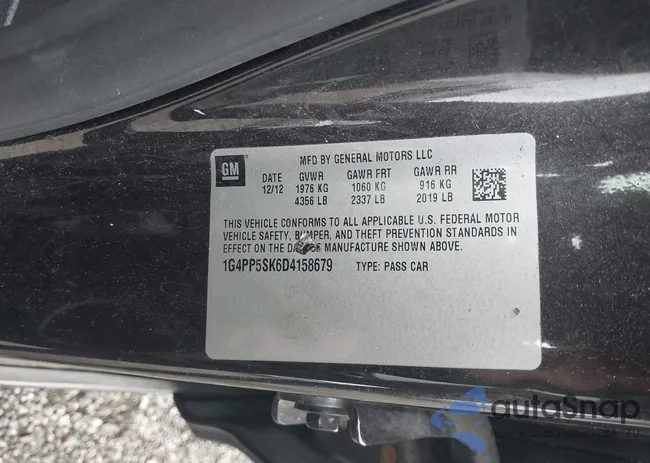 GM
MFD BY GENERAL MOTORS LLC
DATE GVWR GAWR FRT GAWR RR
12/12 1976 KG 1060 KG 916 KG
4356 LB 2337 LB 2019 LB
THIS VEHICLE CONFORMS TO ALL APPLICABLE U.S. FEDERAL MOTOR
VEHICLE SAFETY, BUMPER, AND THEFT PREVENTION STANDARDS IN
EFFECT ON THE DATE OF MANUFACTURE SHOWN ABOVE.
1G4PP5SK6D4158679 TYPE: PASS CAR
autoSnap